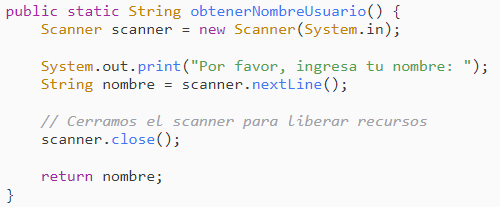 public static String obtenerNombreUsuario() {
    Scanner scanner = new Scanner(System.in);

    System.out.print("Por favor, ingresa tu nombre: ");
    String nombre = scanner.nextLine();

    // Cerramos el scanner para liberar recursos
    scanner.close();

    return nombre;
}